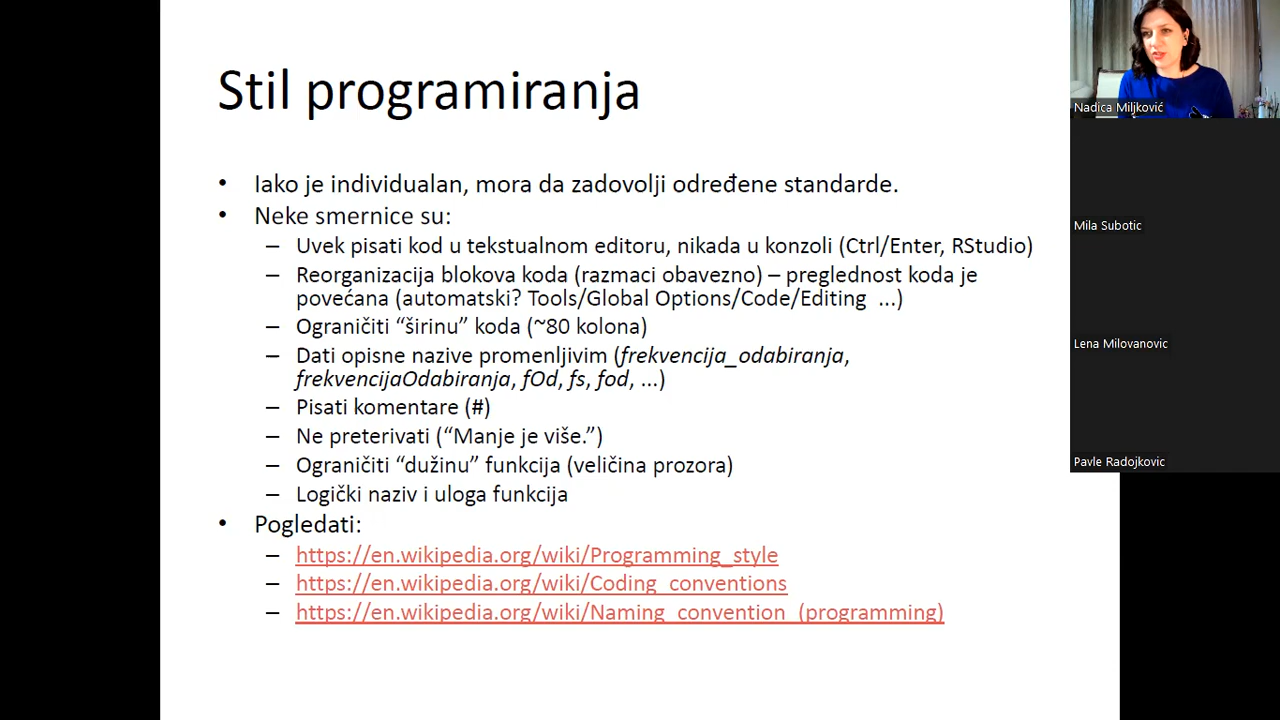 Stil programiranja
• Iako je individualan, mora da zadovolji određene standarde.
• Neke smernice su:
– Uvek pisati kod u tekstualnom editoru, nikada u konzoli (Ctrl/Enter, RStudio)
– Reorganizacija blokova koda (razmaci obavezno) – preglednost koda je
povećana (automatski? Tools/Global Options/Code/Editing ...)
– Ograničiti “širinu” koda (~80 kolona)
– Dati opisne nazive promenljivim (frekvencija_odabiranja,
frekvencijaOdabiranja, fOd, fs, fod, ...)
– Pisati komentare (#)
– Ne preterivati (“Manje je više.”)
– Ograničiti “dužinu” funkcija (veličina prozora)
– Logički naziv i uloga funkcija
• Pogledati:
– https://en.wikipedia.org/wiki/Programming_style
– https://en.wikipedia.org/wiki/Coding_conventions
– https://en.wikipedia.org/wiki/Naming_convention_(programming)
Nadica Miljković
Mila Subotic
Lena Milovanovic
Pavle Radojkovic